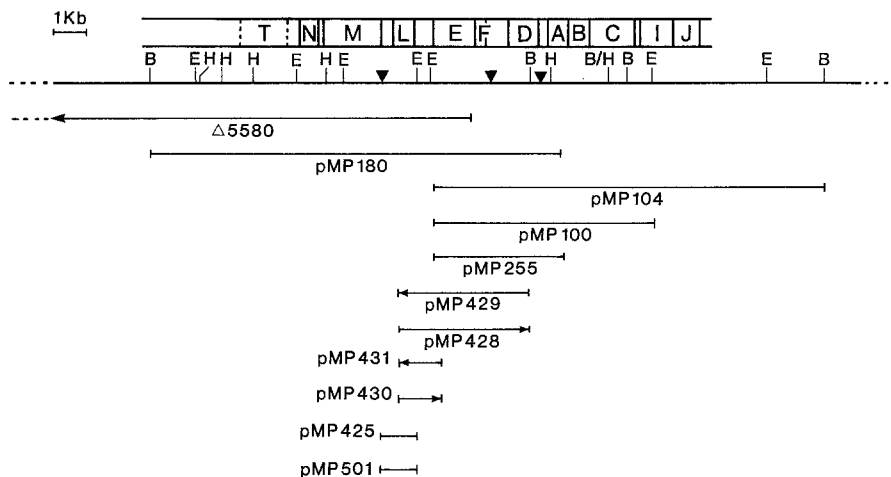 1Kb
T N M L E F D A B C I J
B E H H H E H E E E B H B/H B E E B
△5580
pMP180
pMP104
pMP100
pMP255
pMP429
pMP428
pMP431
pMP430
pMP425
pMP501